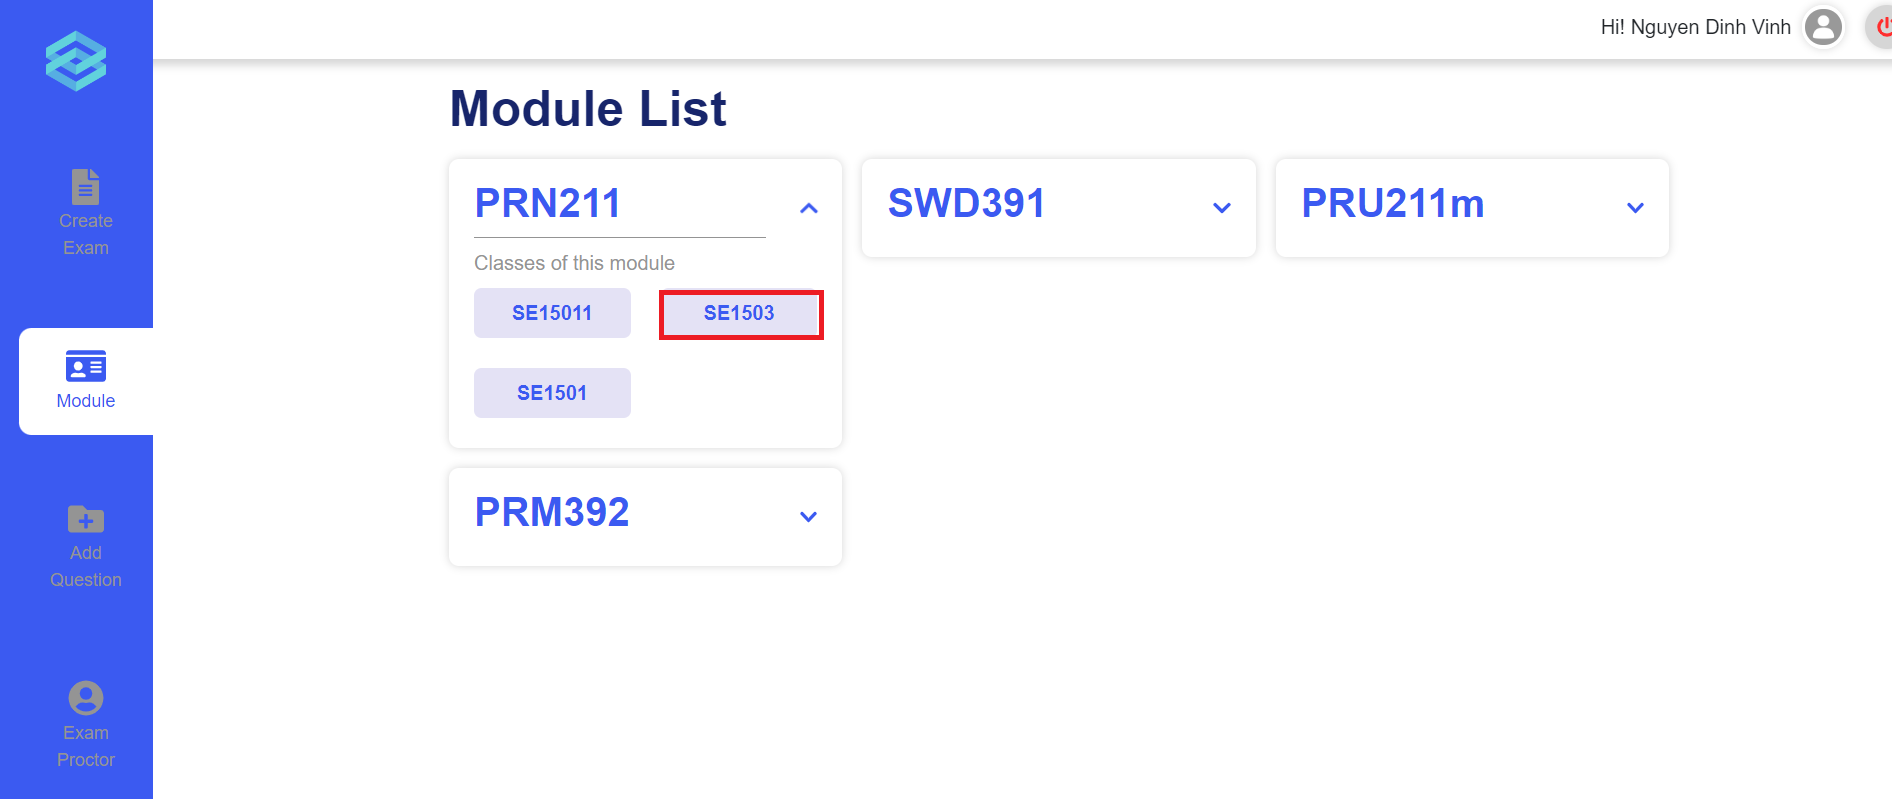 Hi! Nguyen Dinh Vinh
Create
Exam
Module
Add
Question
Exam
Proctor
Module List
PRN211
Classes of this module
SE15011
SE1503
SE1501
SWD391
PRU211m
PRM392